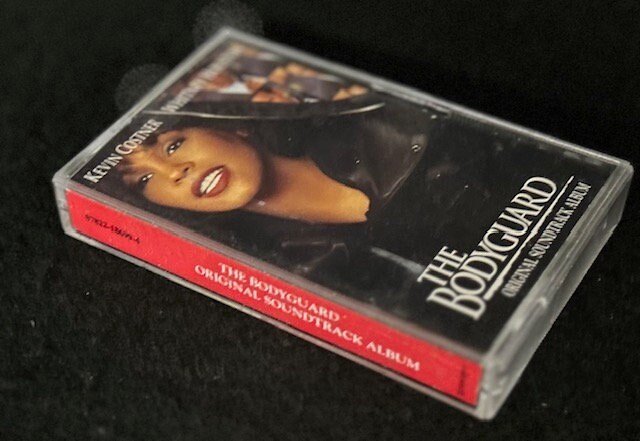 KEVIN COSTNER
THE
BODYGUARD
ORIGINAL SOUNDTRACK ALBUM
THE BODYGUARD
ORIGINAL SOUNDTRACK ALBUM